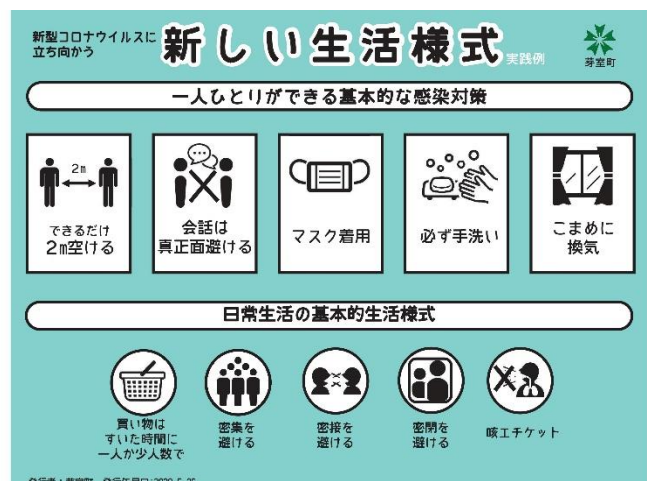 新型コロナウイルスに
立ち向かう
新しい生活様式
実践例
芽室町
一人ひとりができる基本的な感染対策
2m
できるだけ
2m空ける
会話は
真正面避ける
マスク着用
必ず手洗い
こまめに
換気
日常生活の基本的生活様式
買い物は
すいた時間に
一人か少人数で
密集を
避ける
密接を
避ける
密閉を
避ける
咳エチケット